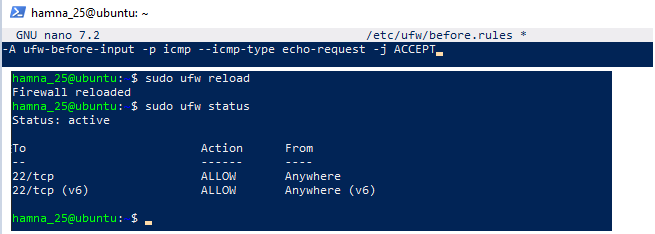 hamna_25@ubuntu: ~
GNU nano 7.2 /etc/ufw/before.rules *
-A ufw-before-input -p icmp --icmp-type echo-request -j ACCEPT
hamna_25@ubuntu: $ sudo ufw reload
Firewall reloaded
hamna_25@ubuntu: $ sudo ufw status
Status: active
To Action From
-- ------ ----
22/tcp ALLOW Anywhere
22/tcp (v6) ALLOW Anywhere (v6)
hamna_25@ubuntu: $